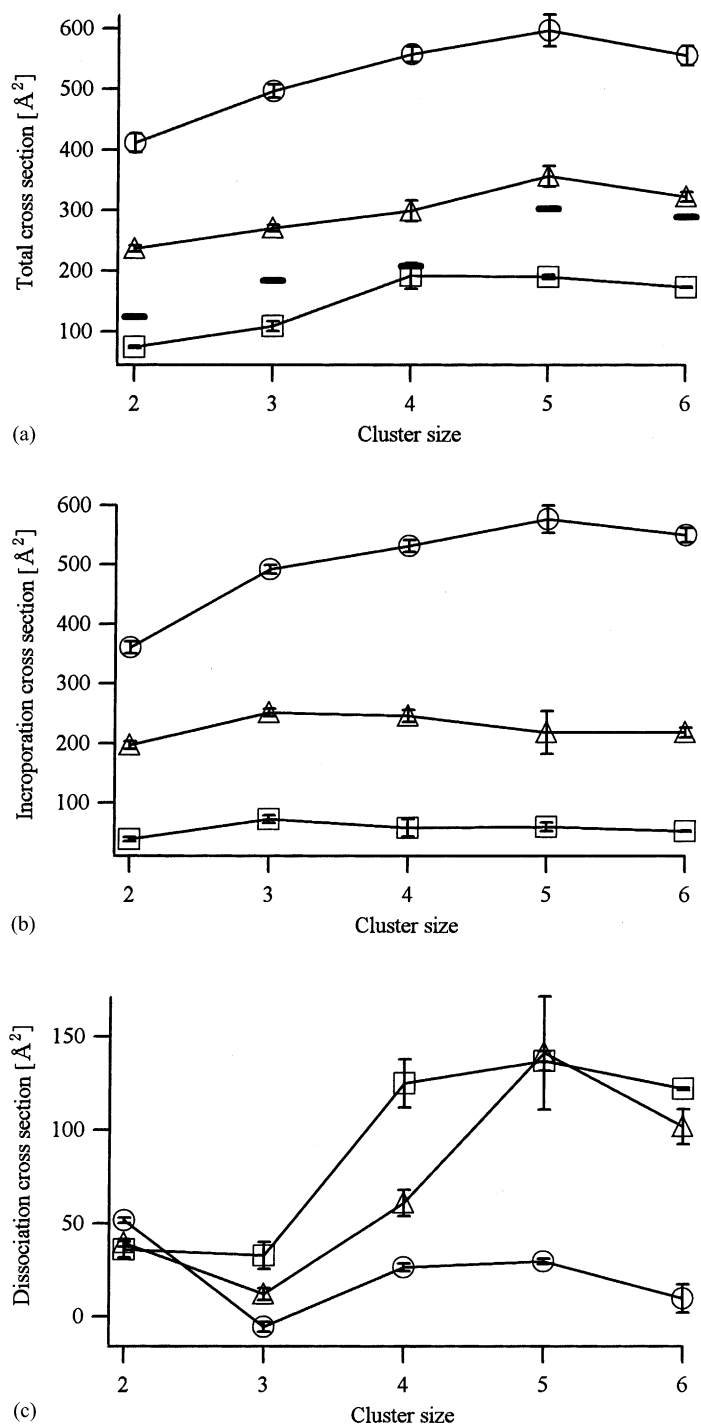 600
500
400
300
200
100
Total cross section [Å²]
2 3 4 5 6
Cluster size
(a)
600
500
400
300
200
100
Incroporation cross section [Å²]
2 3 4 5 6
Cluster size
(b)
150
100
50
0
Dissociation cross section [Å²]
2 3 4 5 6
Cluster size
(c)